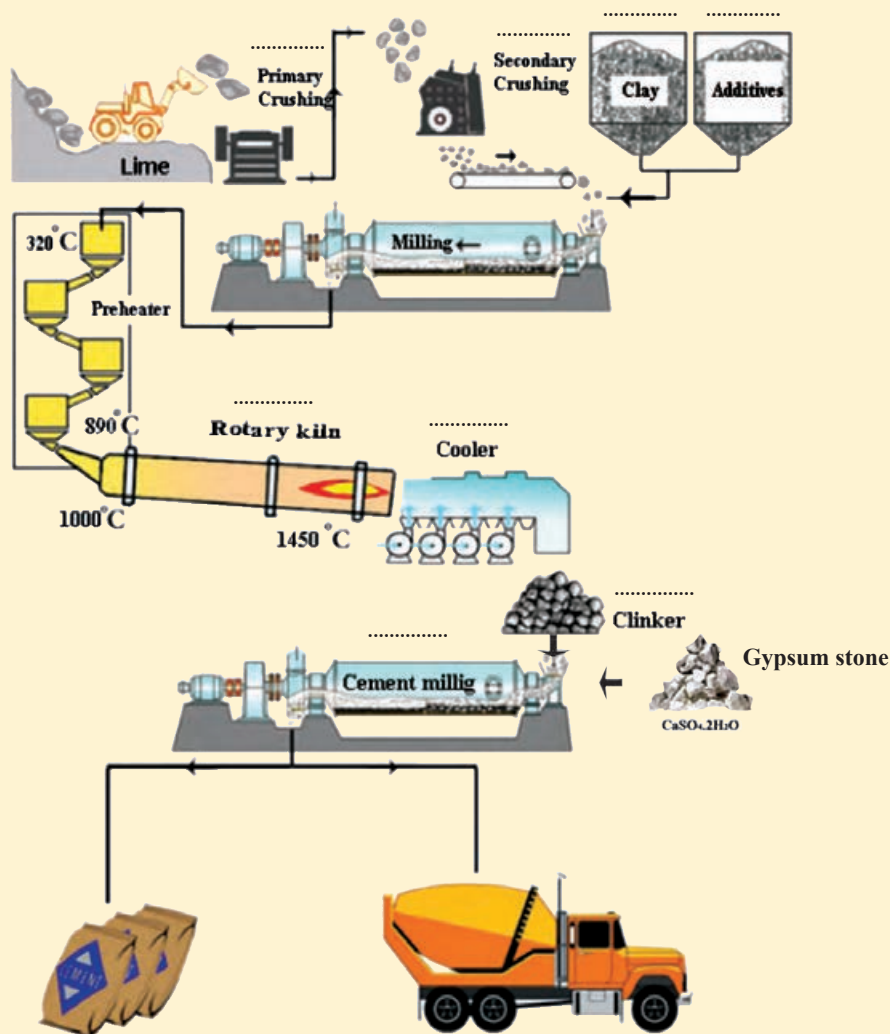 ....................
....................
....................
Primary
Crushing
....................
Secondary
Crushing
Clay
Additives
Lime
320°C
Milling
Preheater
....................
....................
890°C
Rotary kiln
Cooler
1000°C
1450 °C
....................
....................
Clinker
Gypsum stone
Cement millig
CaSO₄.2H₂O
CEMENT